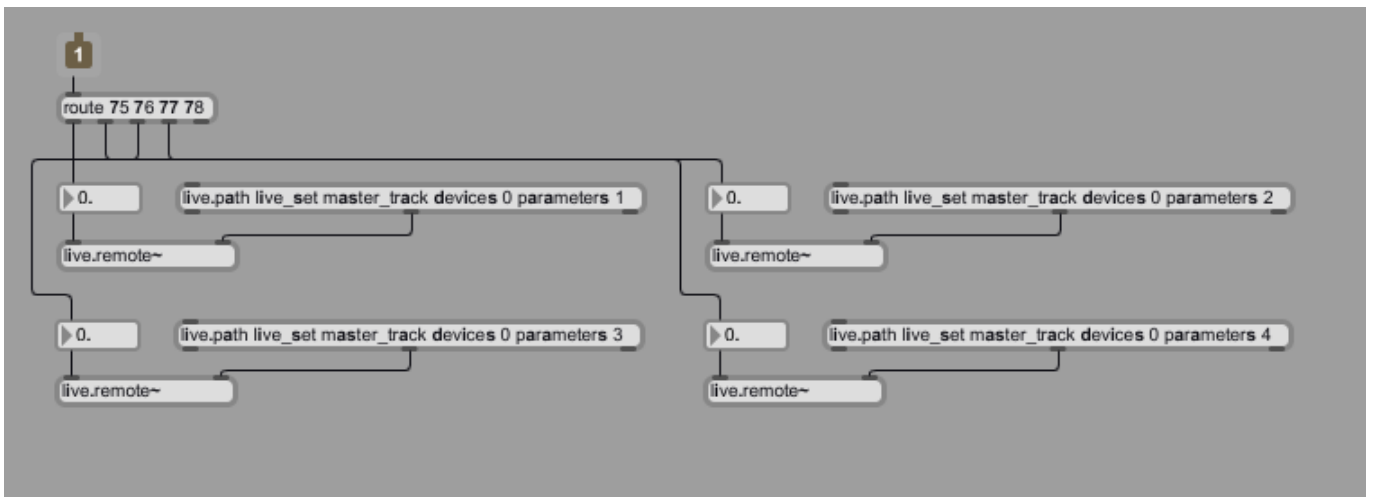 1
route 75 76 77 78
0.
live.path live_set master_track devices 0 parameters 1
0.
live.path live_set master_track devices 0 parameters 2
live.remote~
live.remote~
0.
live.path live_set master_track devices 0 parameters 3
0.
live.path live_set master_track devices 0 parameters 4
live.remote~
live.remote~